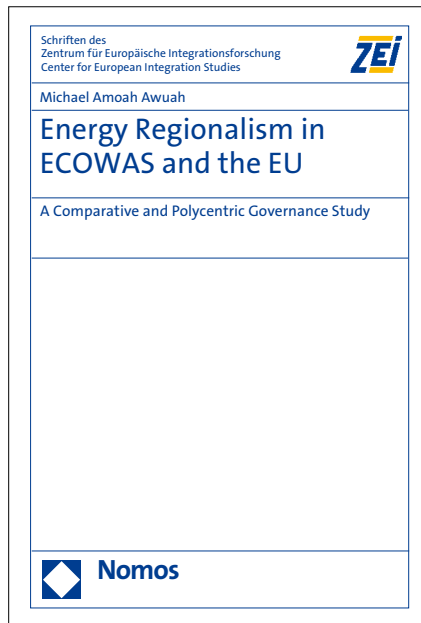 Schriften des
Zentrum für Europäische Integrationsforschung
Center for European Integration Studies
ZEI
Michael Amoah Awuah
Energy Regionalism in
ECOWAS and the EU
A Comparative and Polycentric Governance Study
Nomos